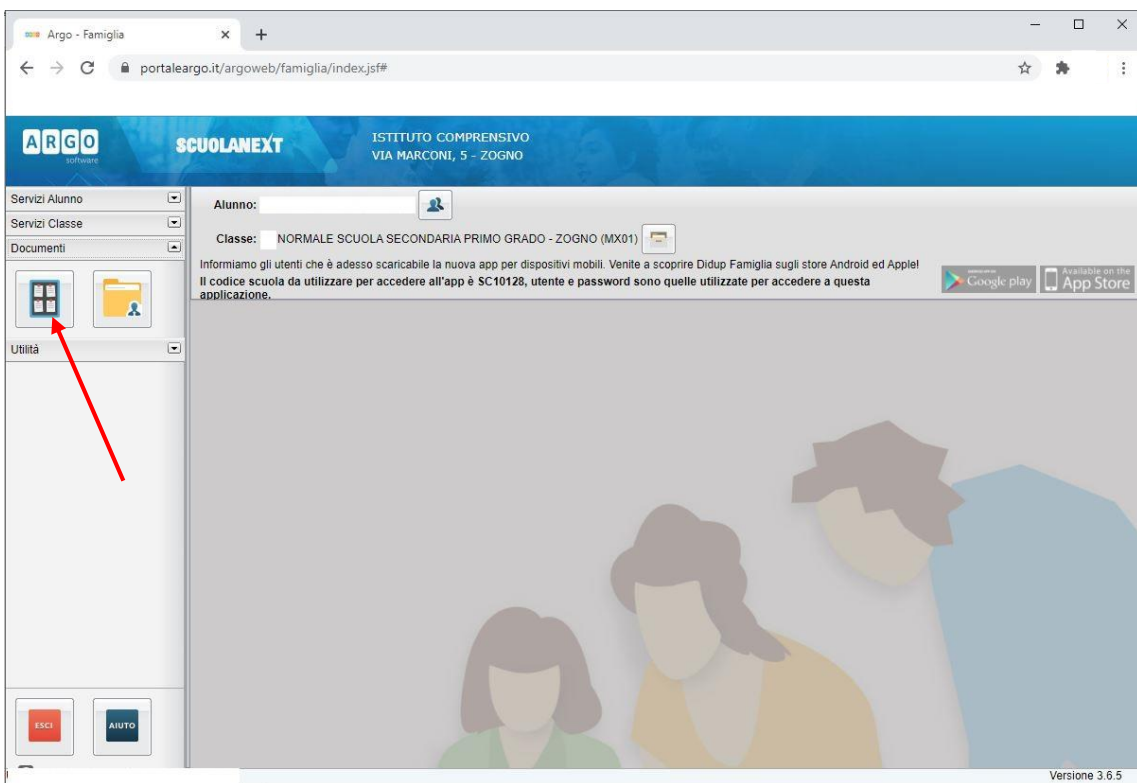 Argo - Famiglia
portaleargo.it/argoweb/famiglia/index.jsf#
ARGO
software
SCUOLANEXT
ISTITUTO COMPRENSIVO
VIA MARCONI, 5 - ZOGNO
Servizi Alunno
Servizi Classe
Documenti
Utilità
Alunno:
Classe: NORMALE SCUOLA SECONDARIA PRIMO GRADO - ZOGNO (MX01)
Informiamo gli utenti che è adesso scaricabile la nuova app per dispositivi mobili. Venite a scoprire Didup Famiglia sugli store Android ed Apple!
Il codice scuola da utilizzare per accedere all'app è SC10128, utente e password sono quelle utilizzate per accedere a questa
applicazione.
Google play
Available on the
App Store
ESCI
AIUTO
Versione 3.6.5